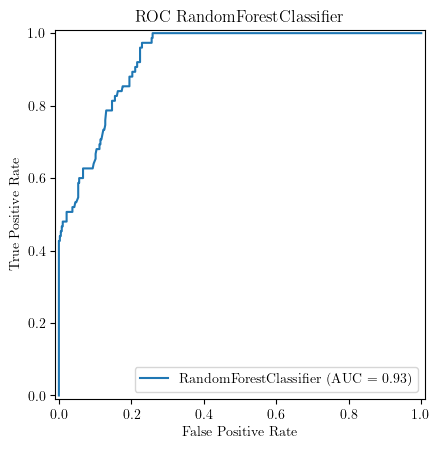 ROC RandomForestClassifier
1.0
0.8
0.6
0.4
0.2
0.0
True Positive Rate
RandomForestClassifier (AUC = 0.93)
0.0 0.2 0.4 0.6 0.8 1.0
False Positive Rate